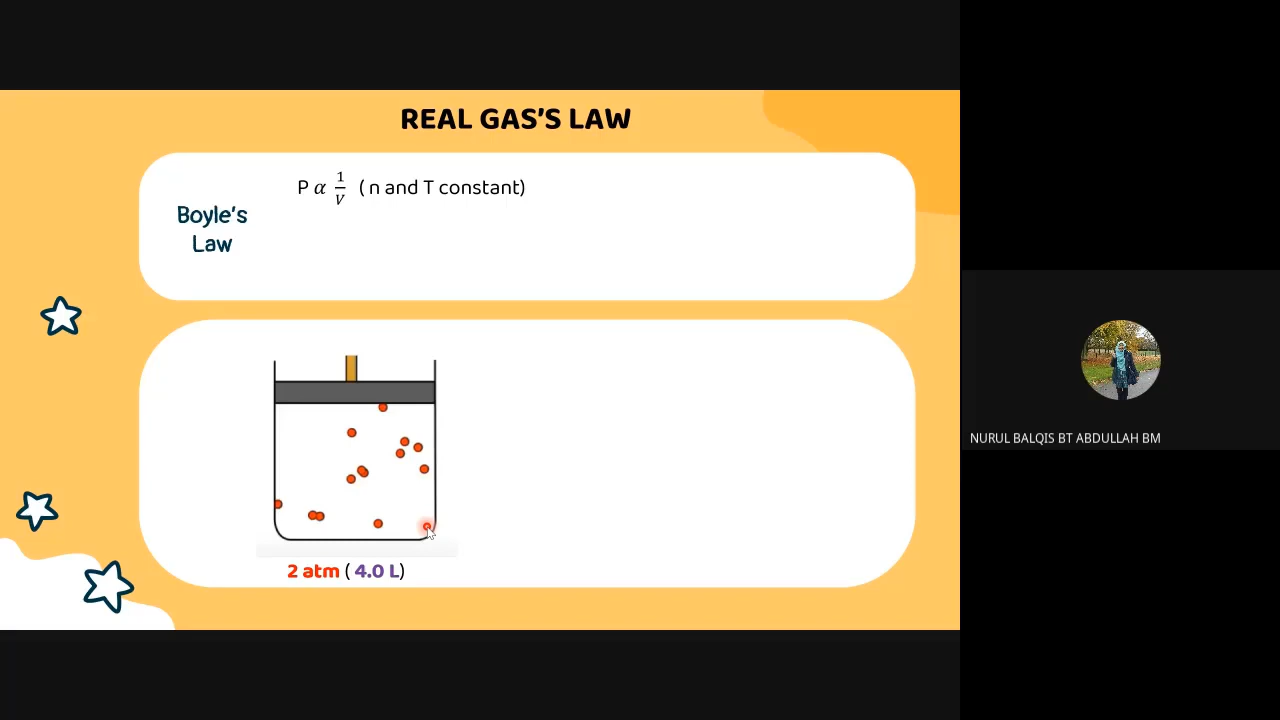 REAL GAS'S LAW
P α 1/V ( n and T constant)
Boyle's
Law
2 atm ( 4.0 L)
NURUL BALQIS BT ABDULLAH BM